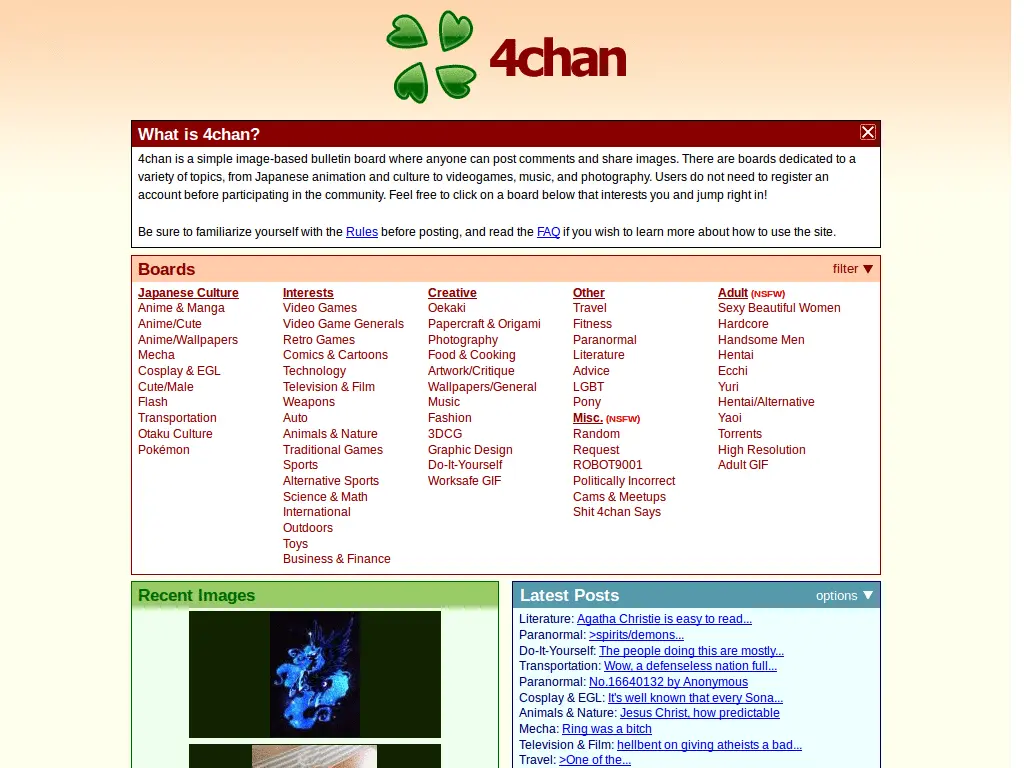 4chan
What is 4chan?
4chan is a simple image-based bulletin board where anyone can post comments and share images. There are boards dedicated to a
variety of topics, from Japanese animation and culture to videogames, music, and photography. Users do not need to register an
account before participating in the community. Feel free to click on a board below that interests you and jump right in!
Be sure to familiarize yourself with the Rules before posting, and read the FAQ if you wish to learn more about how to use the site.
Boards
filter ▼
Japanese Culture
Anime & Manga
Anime/Cute
Anime/Wallpapers
Mecha
Cosplay & EGL
Cute/Male
Flash
Transportation
Otaku Culture
Pokémon
Interests
Video Games
Video Game Generals
Retro Games
Comics & Cartoons
Technology
Television & Film
Weapons
Auto
Animals & Nature
Traditional Games
Sports
Alternative Sports
Science & Math
International
Outdoors
Toys
Business & Finance
Creative
Oekaki
Papercraft & Origami
Photography
Food & Cooking
Artwork/Critique
Wallpapers/General
Music
Fashion
3DCG
Graphic Design
Do-It-Yourself
Worksafe GIF
Other
Travel
Fitness
Paranormal
Literature
Advice
LGBT
Pony
Misc. (NSFW)
Random
Request
ROBOT9001
Politically Incorrect
Cams & Meetups
Shit 4chan Says
Adult (NSFW)
Sexy Beautiful Women
Hardcore
Handsome Men
Hentai
Ecchi
Yuri
Hentai/Alternative
Yaoi
Torrents
High Resolution
Adult GIF
Recent Images
Latest Posts
options ▼
Literature: Agatha Christie is easy to read...
Paranormal: >spirits/demons...
Do-It-Yourself: The people doing this are mostly...
Transportation: Wow, a defenseless nation full...
Paranormal: No.16640132 by Anonymous
Cosplay & EGL: It's well known that every Sona...
Animals & Nature: Jesus Christ, how predictable
Mecha: Ring was a bitch
Television & Film: hellbent on giving atheists a bad...
Travel: >One of the...